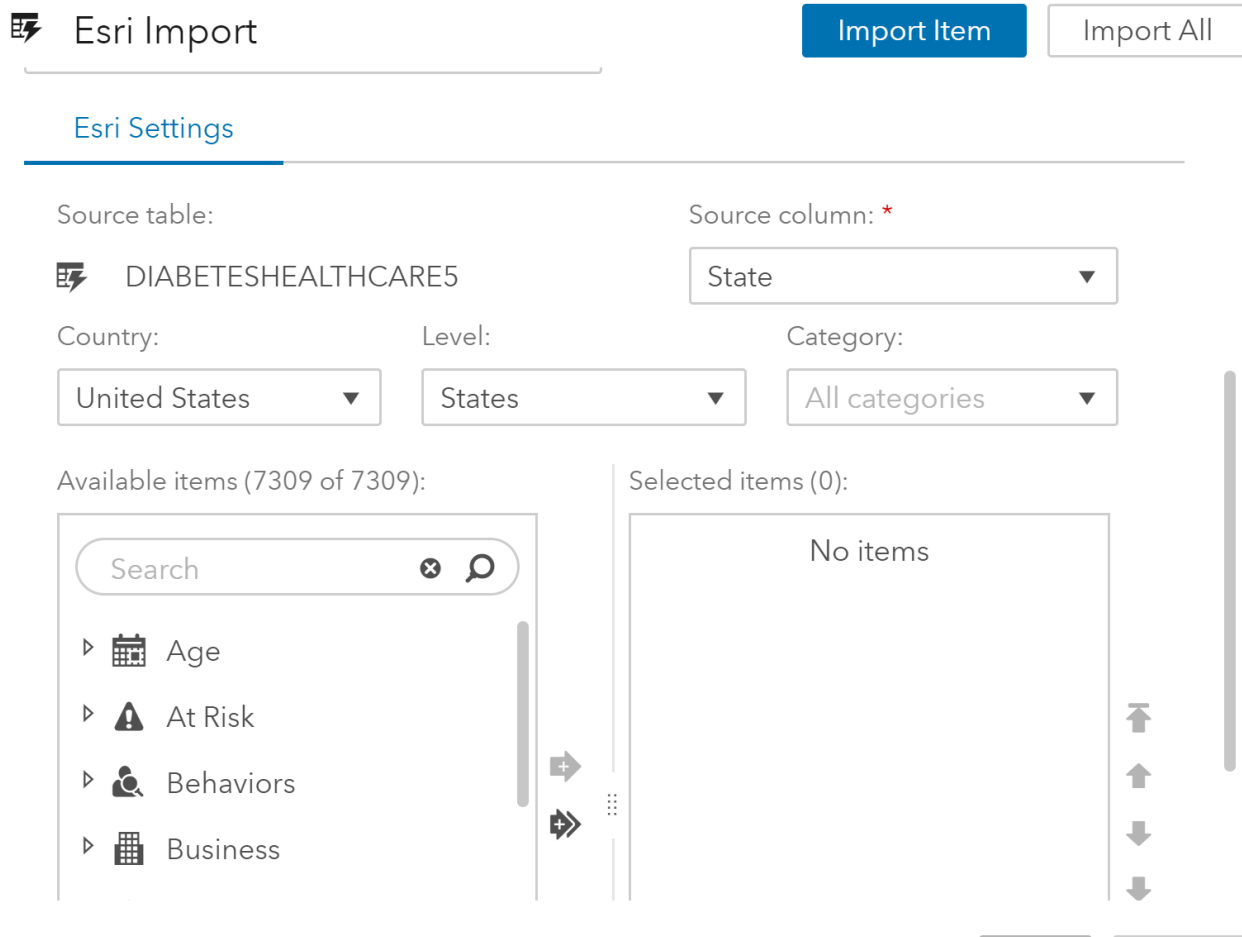 Esri Import
Import Item
Import All
Esri Settings
Source table:
Source column: *
DIABETESHEALTHCARE5
State
Country:
Level:
Category:
United States
States
All categories
Available items (7309 of 7309):
Selected items (0):
Search
No items
Age
At Risk
Behaviors
Business